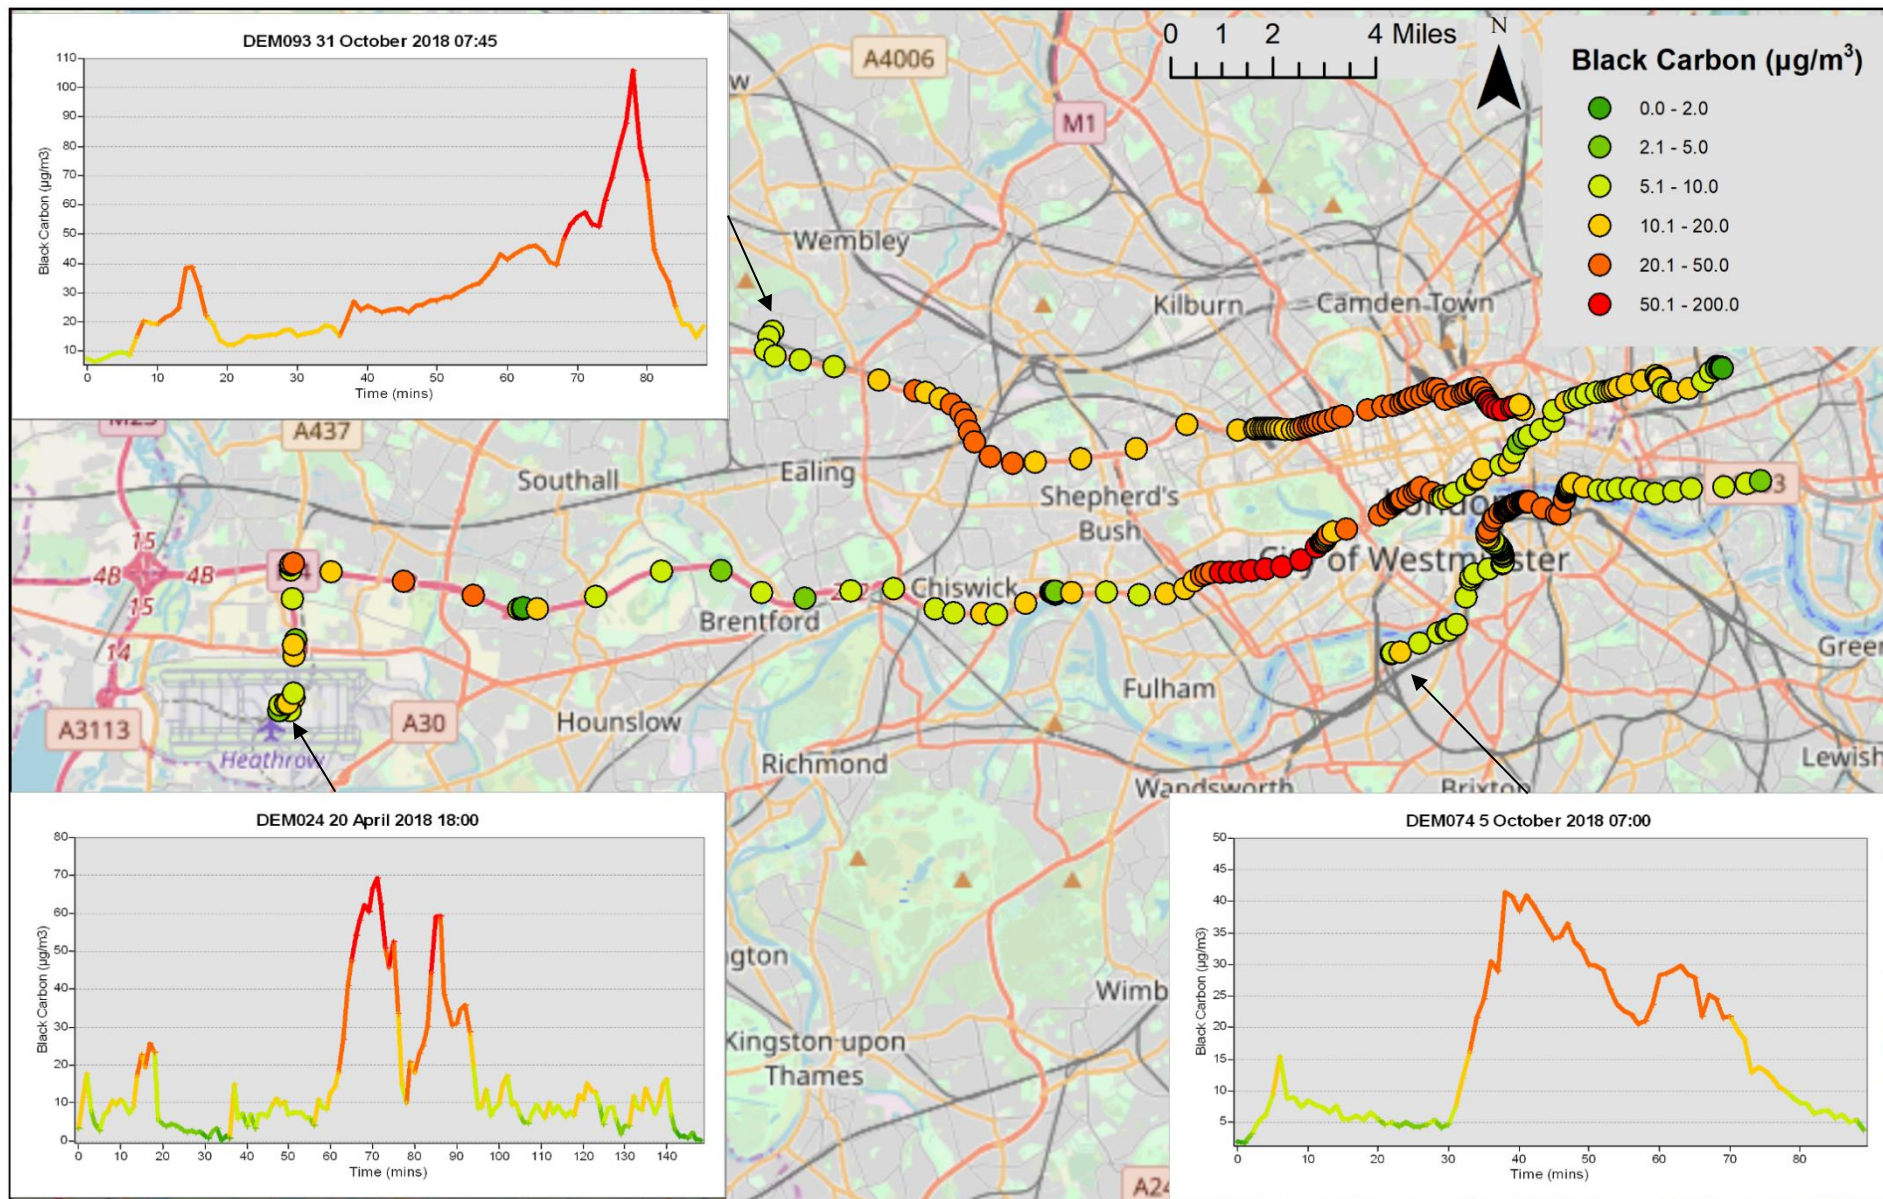 DEM093 31 October 2018 07:45
Black Carbon (µg/m3)
110
100
90
80
70
60
50
40
30
20
10
0 10 20 30 40 50 60 70 80
Time (mins)
A4006
M1
0 1 2 4 Miles
N
Black Carbon (µg/m³)
0.0 - 2.0
2.1 - 5.0
5.1 - 10.0
10.1 - 20.0
20.1 - 50.0
50.1 - 200.0
w
Wembley
Kilburn
Camden Town
A437
Southall
Ealing
Shepherd's
Bush
City of Westminster
15
4B 4B
15
14
Chiswick
Brentford
A3113
A30
Heathrow
Hounslow
Fulham
Richmond
Wandsworth
Brixton
Green
Lewish
DEM024 20 April 2018 18:00
Black Carbon (µg/m3)
80
70
60
50
40
30
20
10
0
0 10 20 30 40 50 60 70 80 90 100 110 120 130 140
Time (mins)
ngton
Wimb
Kingston upon
Thames
A24
DEM074 5 October 2018 07:00
Black Carbon (µg/m3)
50
45
40
35
30
25
20
15
10
5
0 10 20 30 40 50 60 70 80
Time (mins)